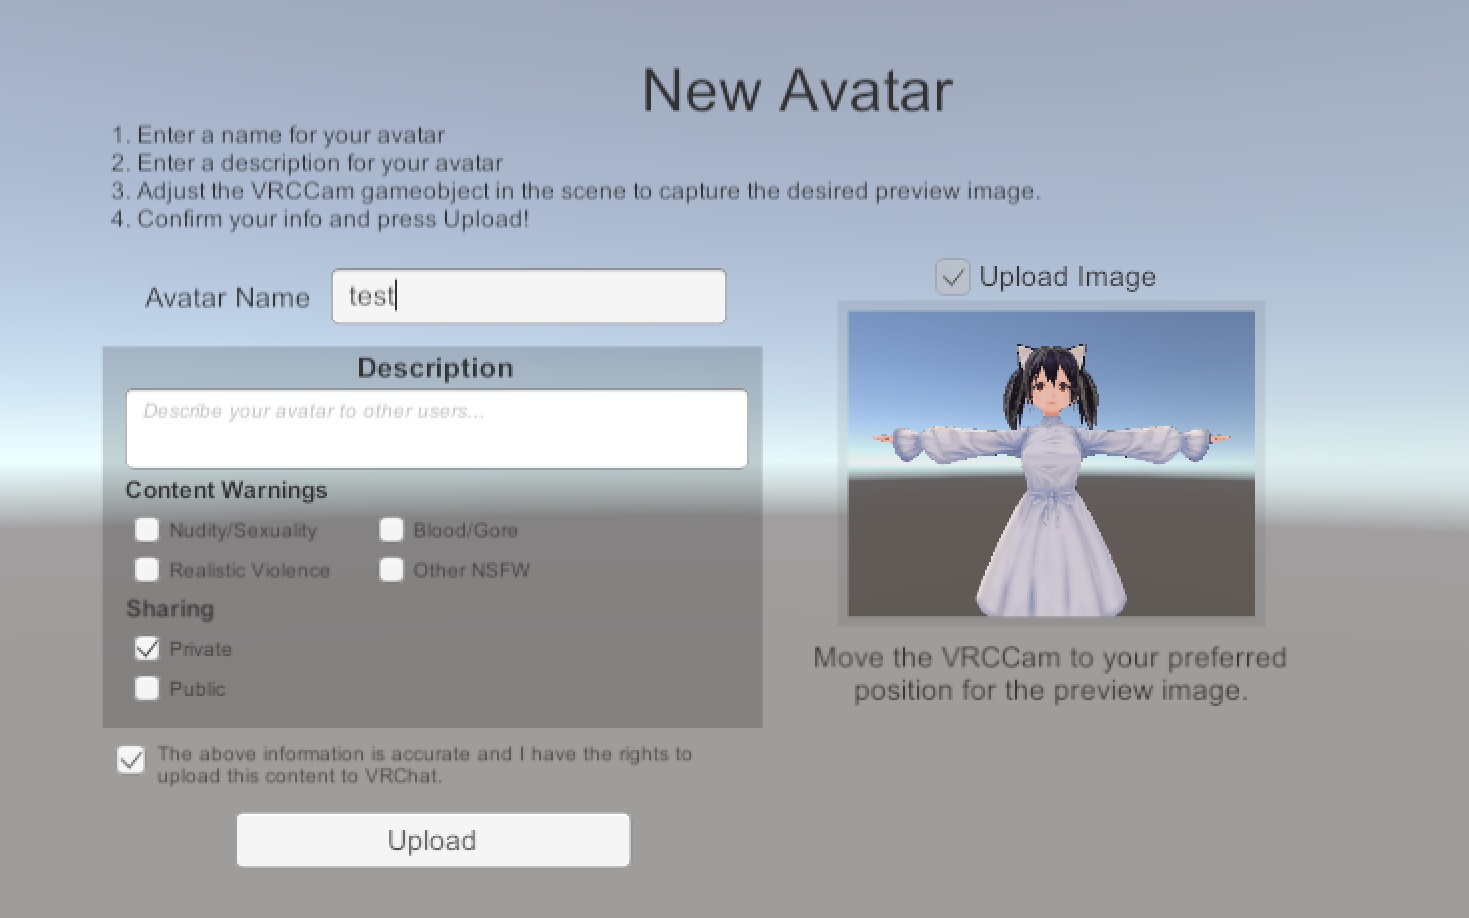 New Avatar
1. Enter a name for your avatar
2. Enter a description for your avatar
3. Adjust the VRCCam gameobject in the scene to capture the desired preview image.
4. Confirm your info and press Upload!
Avatar Name
test
Description
Describe your avatar to other users...
Content Warnings
Nudity/Sexuality
Blood/Gore
Realistic Violence
Other NSFW
Sharing
Private
Public
The above information is accurate and I have the rights to
upload this content to VRChat.
Upload
Upload Image
Move the VRCCam to your preferred
position for the preview image.